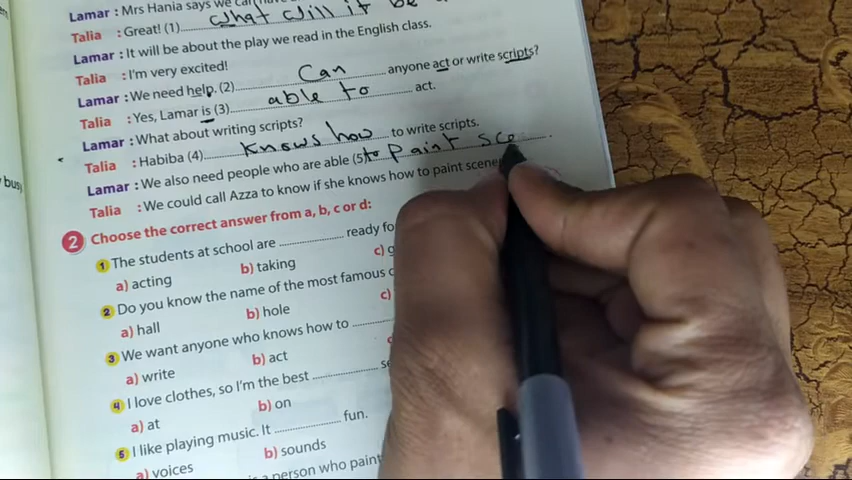 Lamar : Mrs Hania says we can
Talia : Great! (1) what will it be
Lamar : It will be about the play we read in the English class.
Talia : I'm very excited!
Lamar : We need help. (2) Can anyone act or write scripts?
Talia : Yes, Lamar is (3) able to act.
Lamar : What about writing scripts?
Talia : Habiba (4) knows how to write scripts.
Lamar : We also need people who are able (5) to paint sce
Talia : We could call Azza to know if she knows how to paint scene
2 Choose the correct answer from a, b, c or d:
1 The students at school are ............ ready fo
a) acting b) taking c) g
2 Do you know the name of the most famous
a) hall b) hole c)
3 We want anyone who knows how to ............
a) write b) act
4 I love clothes, so I'm the best ............ se
a) at b) on
5 I like playing music. It ............ fun.
a) voices b) sounds
is a person who paint